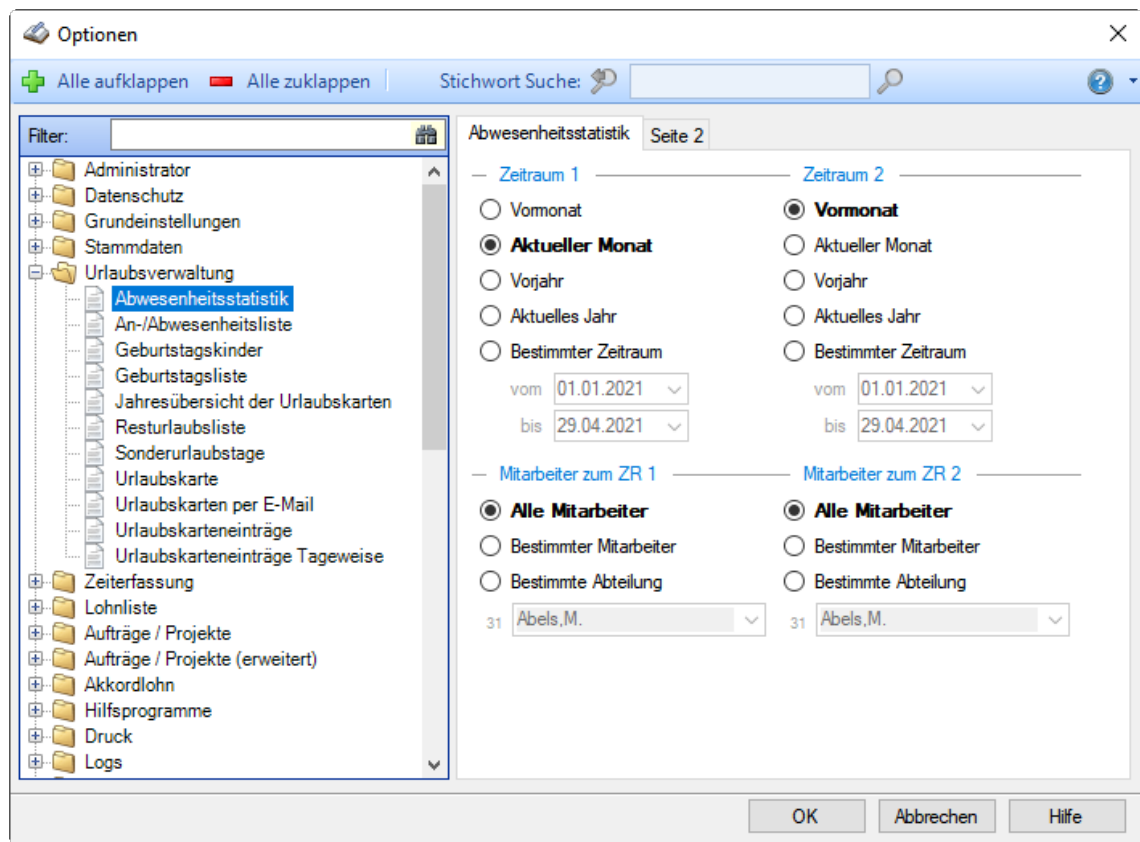 Optionen
Alle aufklappen Alle zuklappen Stichwort Suche:
Filter:
Administrator
Datenschutz
Grundeinstellungen
Stammdaten
Urlaubsverwaltung
Abwesenheitsstatistik
An-/Abwesenheitsliste
Geburtstagskinder
Geburtstagsliste
Jahresübersicht der Urlaubskarten
Resturlaubsliste
Sonderurlaubstage
Urlaubskarte
Urlaubskarten per E-Mail
Urlaubskarteneinträge
Urlaubskarteneinträge Tageweise
Zeiterfassung
Lohnliste
Aufträge / Projekte
Aufträge / Projekte (erweitert)
Akkordlohn
Hilfsprogramme
Druck
Logs
Abwesenheitsstatistik Seite 2
Zeitraum 1 Zeitraum 2
Vormonat Vormonat
Aktueller Monat Aktueller Monat
Vorjahr Vorjahr
Aktuelles Jahr Aktuelles Jahr
Bestimmter Zeitraum Bestimmter Zeitraum
vom 01.01.2021 vom 01.01.2021
bis 29.04.2021 bis 29.04.2021
Mitarbeiter zum ZR 1 Mitarbeiter zum ZR 2
Alle Mitarbeiter Alle Mitarbeiter
Bestimmter Mitarbeiter Bestimmter Mitarbeiter
Bestimmte Abteilung Bestimmte Abteilung
31 Abels,M. 31 Abels,M.
OK Abbrechen Hilfe